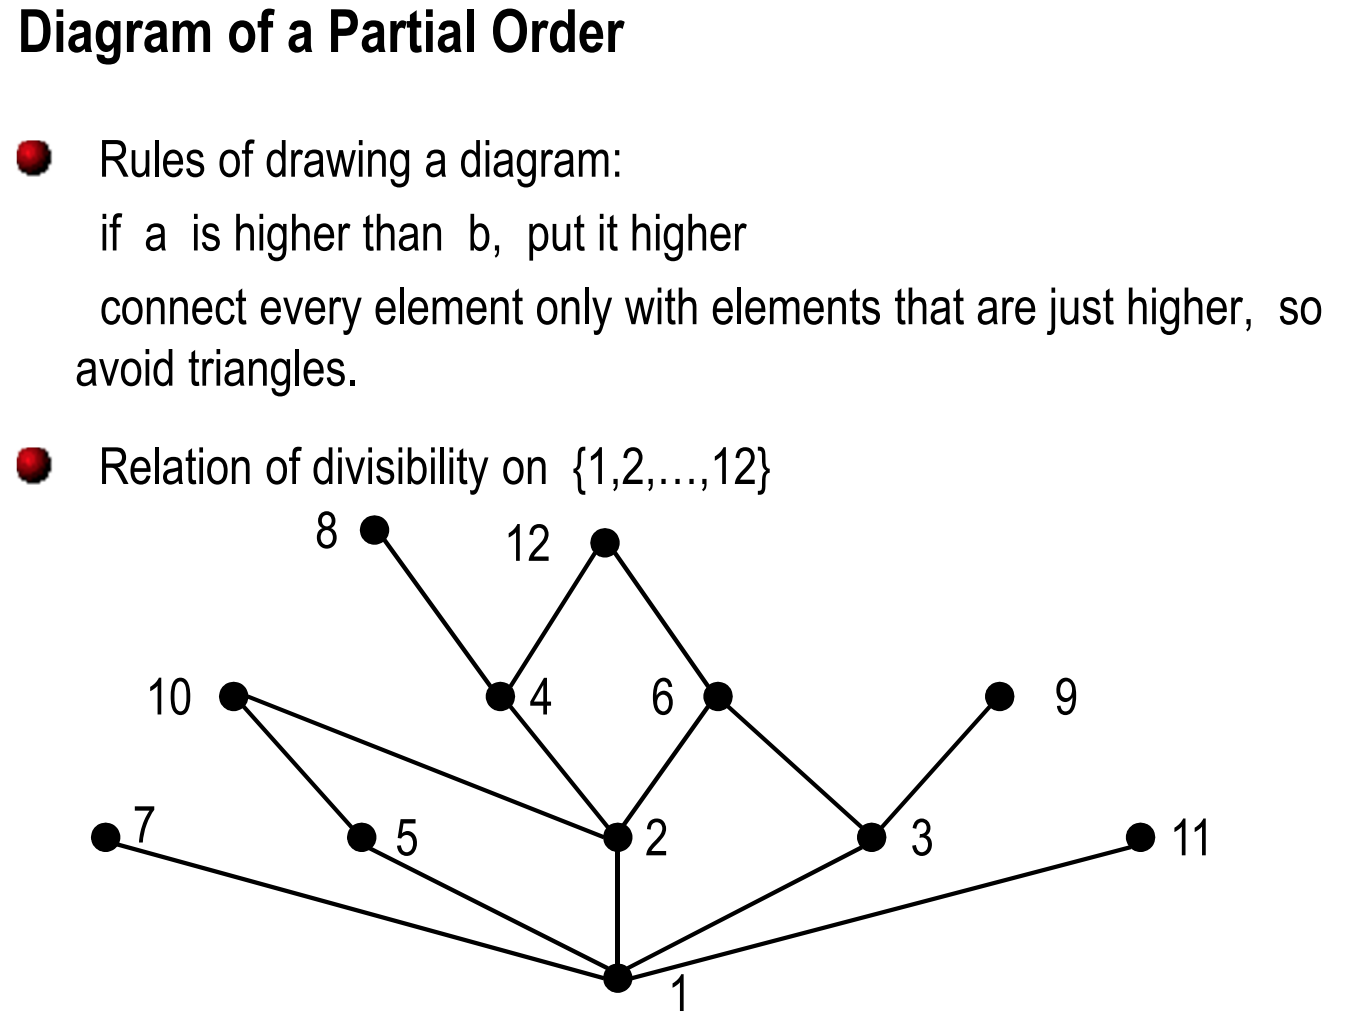 Diagram of a Partial Order
Rules of drawing a diagram:
if a is higher than b, put it higher
connect every element only with elements that are just higher, so
avoid triangles.
Relation of divisibility on {1,2,…,12}
8 12
10 4 6 9
7 5 2 3 11
1